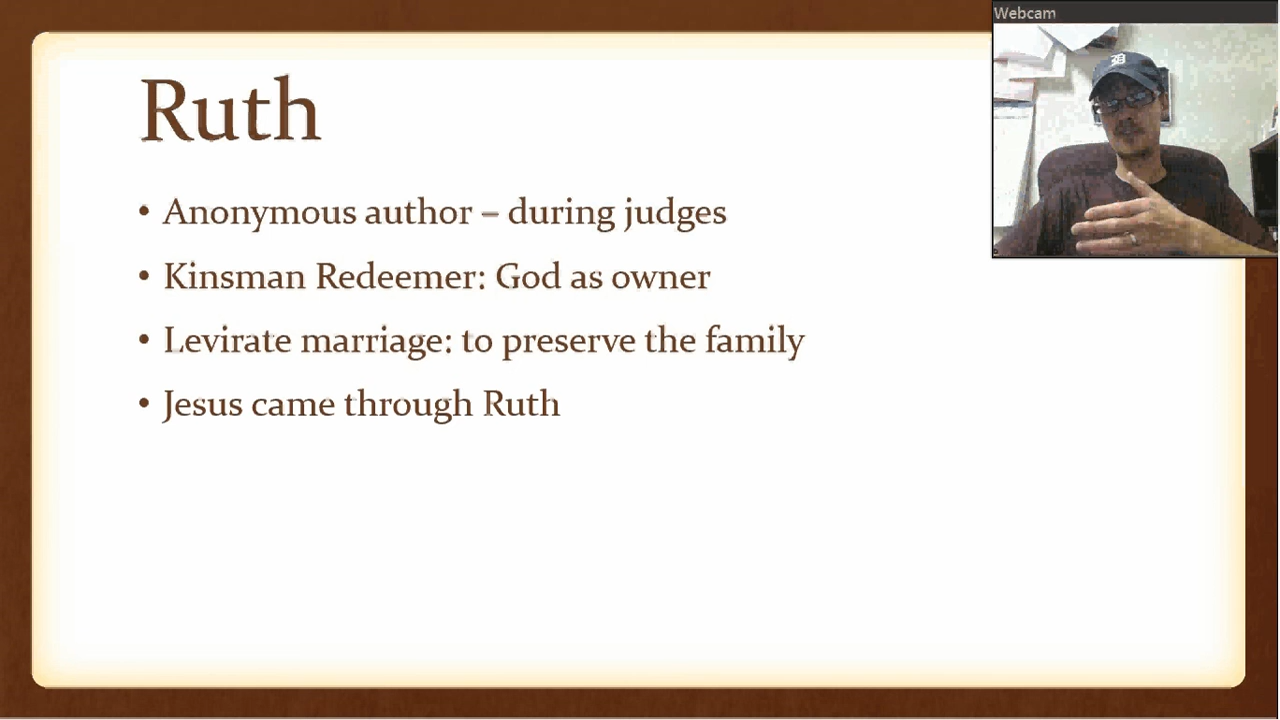 Webcam
Ruth
• Anonymous author – during judges
• Kinsman Redeemer: God as owner
• Levirate marriage: to preserve the family
• Jesus came through Ruth